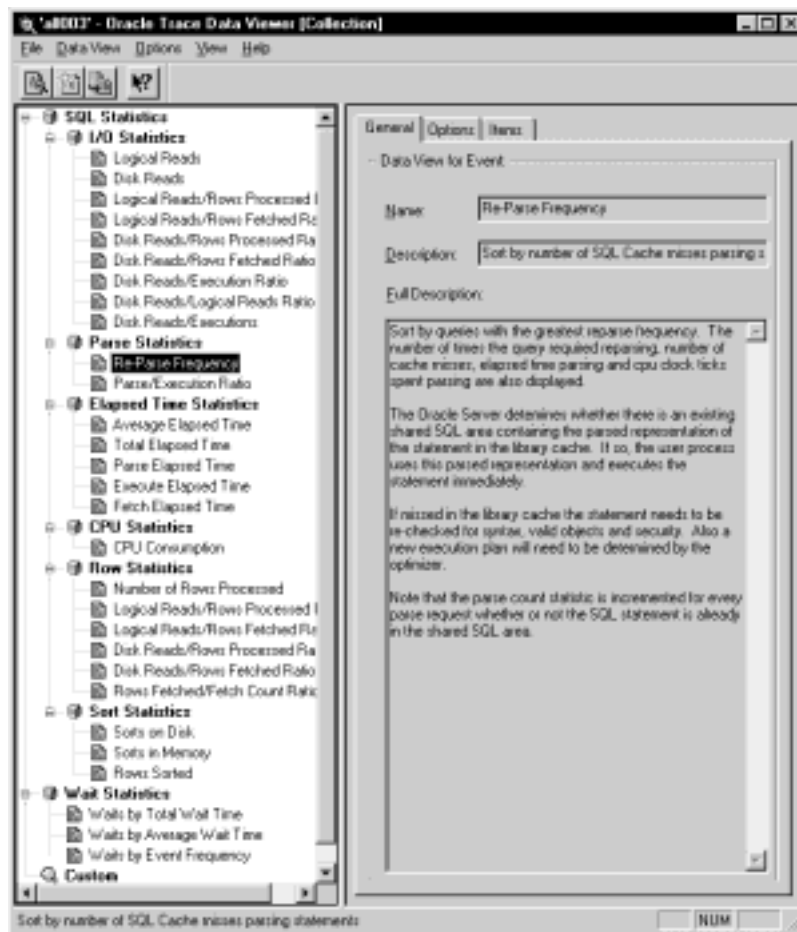 'all003' - Oracle Trace Data Viewer [Collection]
File Data View Options View Help
SQL Statistics
I/O Statistics
Logical Reads
Disk Reads
Logical Reads/Rows Processed
Logical Reads/Rows Fetched Ra
Disk Reads/Rows Processed Ra
Disk Reads/Rows Fetched Ratio
Disk Reads/Execution Ratio
Disk Reads/Logical Reads Ratio
Disk Reads/Executions
Parse Statistics
Re-Parse Frequency
Parse/Execution Ratio
Elapsed Time Statistics
Average Elapsed Time
Total Elapsed Time
Parse Elapsed Time
Execute Elapsed Time
Fetch Elapsed Time
CPU Statistics
CPU Consumption
Row Statistics
Number of Rows Processed
Logical Reads/Rows Processed
Logical Reads/Rows Fetched Ra
Disk Reads/Rows Processed Ra
Disk Reads/Rows Fetched Ratio
Rows Fetched/Fetch Count Ratio
Sort Statistics
Sorts on Disk
Sorts in Memory
Rows Sorted
Wait Statistics
Waits by Total Wait Time
Waits by Average Wait Time
Waits by Event Frequency
Custom
General Options Items
Data View for Event
Name: Re-Parse Frequency
Description: Sort by number of SQL Cache misses parsing s
Full Description:
Sort by queries with the greatest reparse frequency. The
number of times the query required reparsing, number of
cache misses, elapsed time parsing and cpu clock ticks
spent parsing are also displayed.
The Oracle Server determines whether there is an existing
shared SQL area containing the parsed representation of
the statement in the library cache. If so, the user process
uses this parsed representation and executes the
statement immediately.
If missed in the library cache the statement needs to be
re-checked for syntax, valid objects and security. Also a
new execution plan will need to be determined by the
optimizer.
Note that the parse count statistic is incremented for every
parse request whether or not the SQL statement is already
in the shared SQL area.
Sort by number of SQL Cache misses parsing statements
NUM